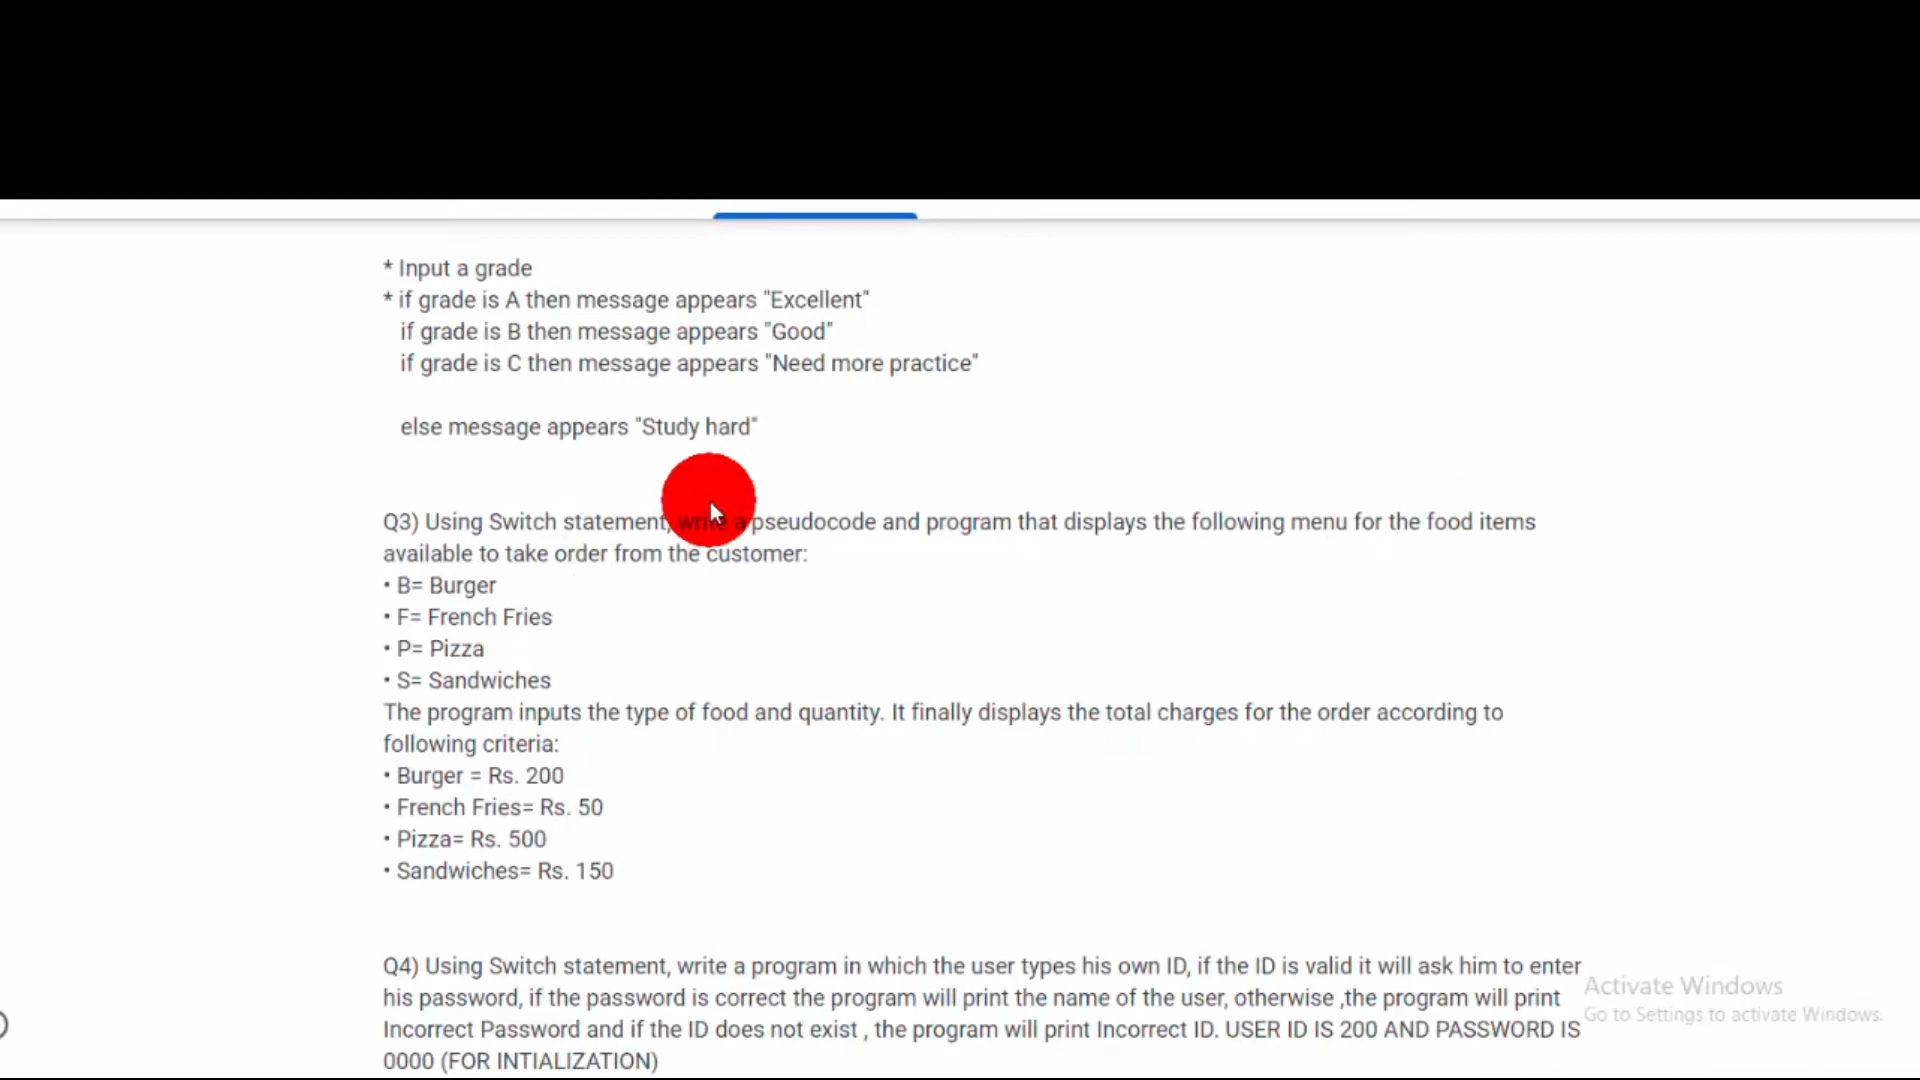 * Input a grade
* if grade is A then message appears "Excellent"
if grade is B then message appears "Good"
if grade is C then message appears "Need more practice"
else message appears "Study hard"
Q3) Using Switch statement, write a pseudocode and program that displays the following menu for the food items
available to take order from the customer:
• B= Burger
• F= French Fries
• P= Pizza
• S= Sandwiches
The program inputs the type of food and quantity. It finally displays the total charges for the order according to
following criteria:
• Burger = Rs. 200
• French Fries= Rs. 50
• Pizza= Rs. 500
• Sandwiches= Rs. 150
Q4) Using Switch statement, write a program in which the user types his own ID, if the ID is valid it will ask him to enter
his password, if the password is correct the program will print the name of the user, otherwise ,the program will print
Incorrect Password and if the ID does not exist , the program will print Incorrect ID. USER ID IS 200 AND PASSWORD IS
0000 (FOR INTIALIZATION)
Activate Windows
Go to Settings to activate Windows.